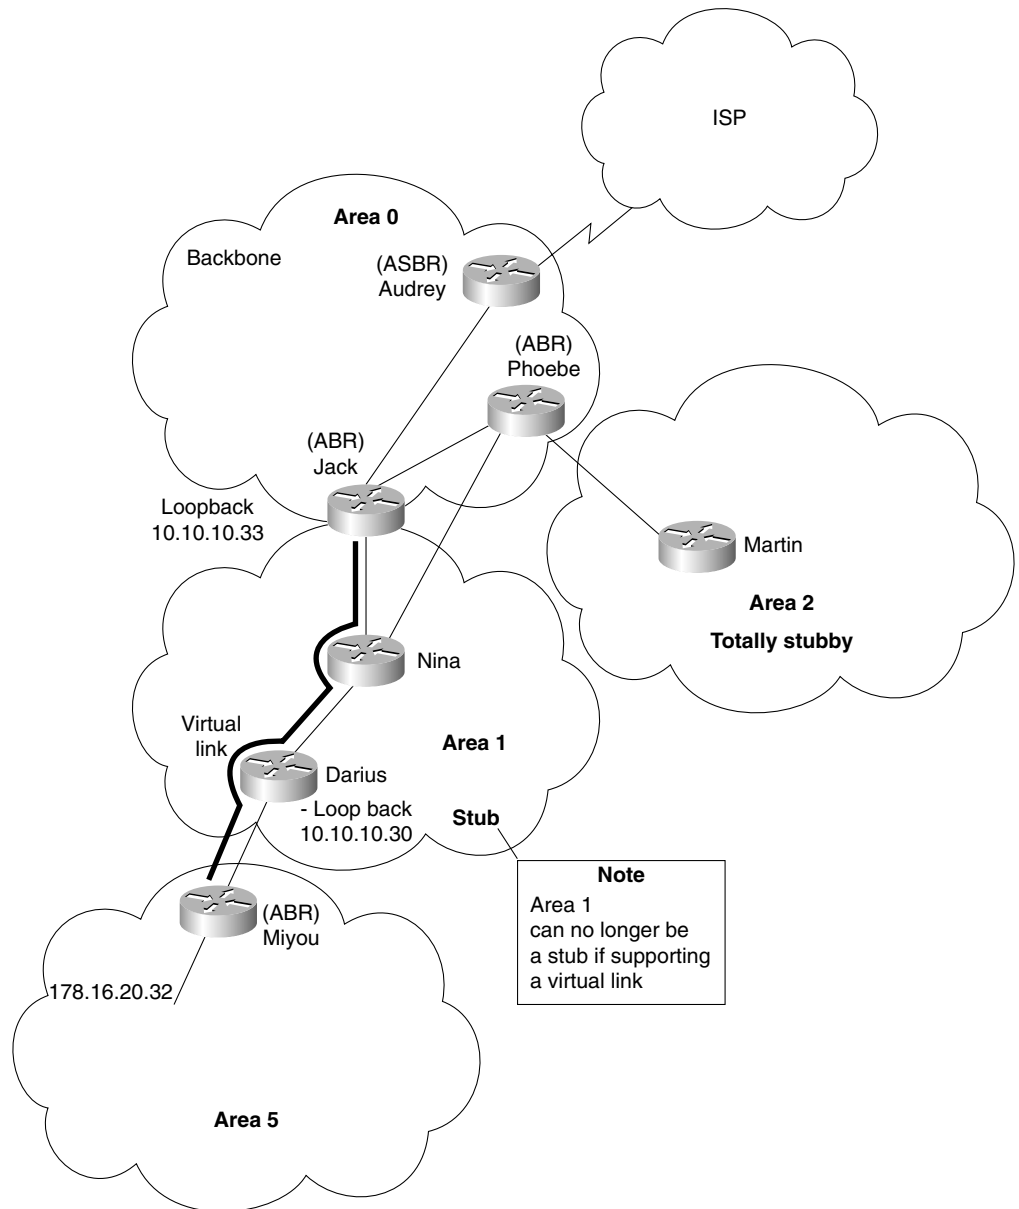 ISP
Area 0
Backbone
(ASBR)
Audrey
(ABR)
Phoebe
(ABR)
Jack
Loopback
10.10.10.33
Martin
Area 2
Totally stubby
Nina
Virtual
link
Area 1
Darius
- Loop back
10.10.10.30
Stub
Note
Area 1
can no longer be
a stub if supporting
a virtual link
(ABR)
Miyou
178.16.20.32
Area 5